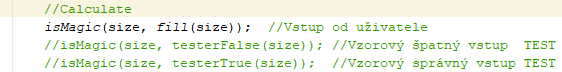 //Calculate
isMagic(size, fill(size));  //Vstup od uživatele
//isMagic(size, testerFalse(size)); //Vzorový špatný vstup  TEST
//isMagic(size, testerTrue(size));  //Vzorový správný vstup TEST